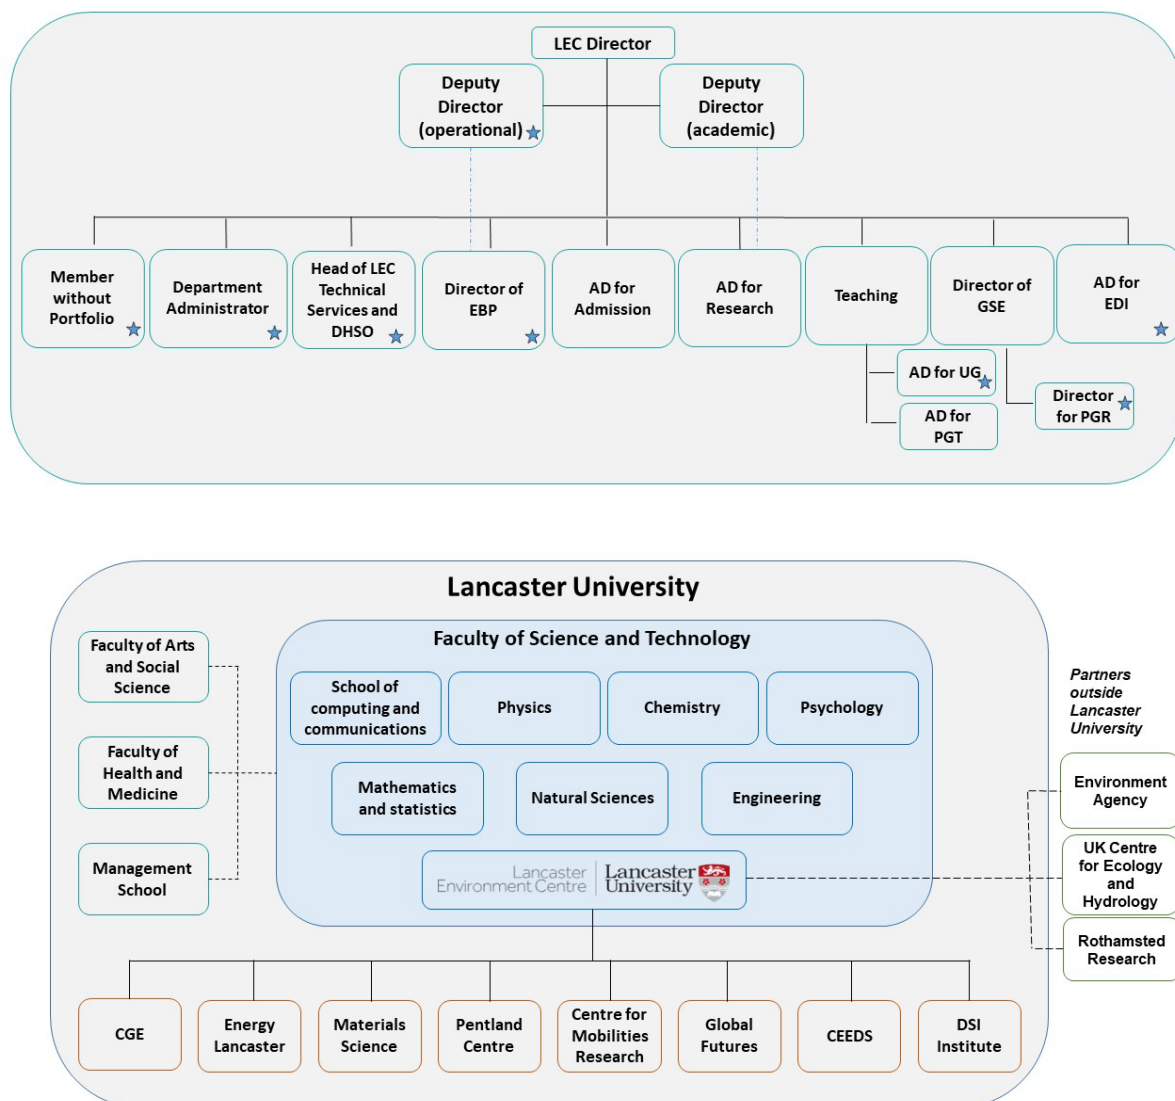 LEC Director
Deputy
Director
(operational)
Deputy
Director
(academic)
Member
without
Portfolio
Department
Administrator
Head of LEC
Technical
Services and
DHSO
Director of
EBP
AD for
Admission
AD for
Research
Teaching
Director of
GSE
AD for
EDI
AD for UG
AD for
PGT
Director
for PGR
Lancaster University
Faculty of Science and Technology
Faculty of Arts
and Social
Science
Faculty of
Health and
Medicine
Management
School
School of
computing and
communications
Physics
Chemistry
Psychology
Mathematics
and statistics
Natural Sciences
Engineering
Lancaster
Environment Centre
Lancaster
University
Partners
outside
Lancaster
University
Environment
Agency
UK Centre
for Ecology
and
Hydrology
Rothamsted
Research
CGE
Energy
Lancaster
Materials
Science
Pentland
Centre
Centre for
Mobilities
Research
Global
Futures
CEEDS
DSI
Institute